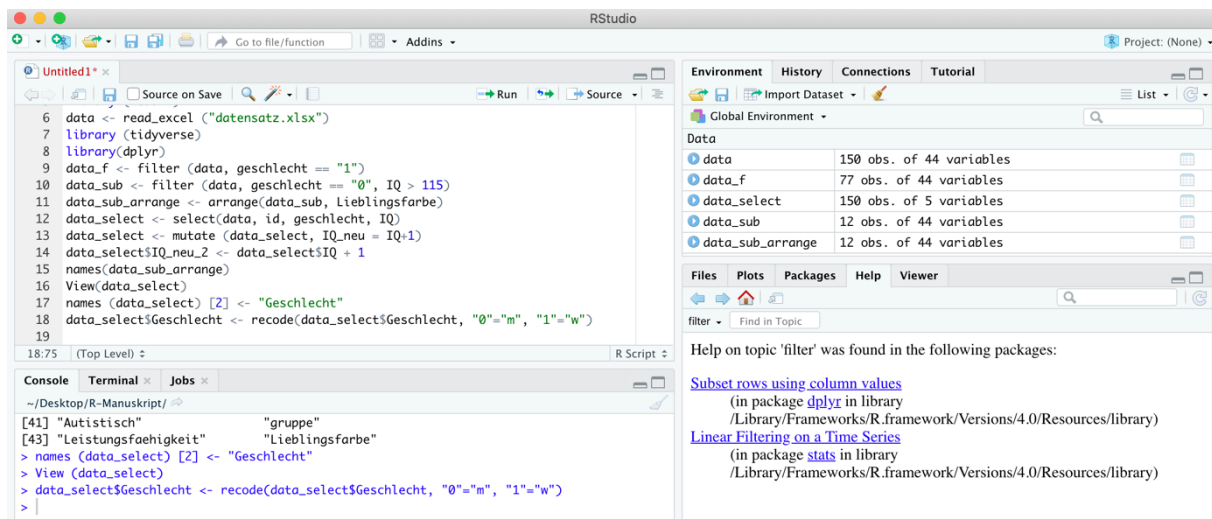 RStudio
Go to file/function
Addins
Project: (None)
Untitled1*
Source on Save
Run
Source
6 data <- read_excel ("datensatz.xlsx")
7 library (tidyverse)
8 library(dplyr)
9 data_f <- filter (data, geschlecht == "1")
10 data_sub <- filter (data, geschlecht == "0", IQ > 115)
11 data_sub_arrange <- arrange(data_sub, Lieblingsfarbe)
12 data_select <- select(data, id, geschlecht, IQ)
13 data_select <- mutate (data_select, IQ_neu = IQ+1)
14 data_select$IQ_neu_2 <- data_select$IQ + 1
15 names(data_sub_arrange)
16 View(data_select)
17 names (data_select) [2] <- "Geschlecht"
18 data_select$Geschlecht <- recode(data_select$Geschlecht, "0"="m", "1"="w")
19
18:75 (Top Level) R Script
Console Terminal Jobs
~/Desktop/R-Manuskript/
[41] "Autistisch" "gruppe"
[43] "Leistungsfaehigkeit" "Lieblingsfarbe"
> names (data_select) [2] <- "Geschlecht"
> View (data_select)
> data_select$Geschlecht <- recode(data_select$Geschlecht, "0"="m", "1"="w")
>
Environment History Connections Tutorial
Import Dataset List
Global Environment
Data
data 150 obs. of 44 variables
data_f 77 obs. of 44 variables
data_select 150 obs. of 5 variables
data_sub 12 obs. of 44 variables
data_sub_arrange 12 obs. of 44 variables
Files Plots Packages Help Viewer
filter Find in Topic
Help on topic 'filter' was found in the following packages:
Subset rows using column values
(in package dplyr in library
/Library/Frameworks/R.framework/Versions/4.0/Resources/library)
Linear Filtering on a Time Series
(in package stats in library
/Library/Frameworks/R.framework/Versions/4.0/Resources/library)